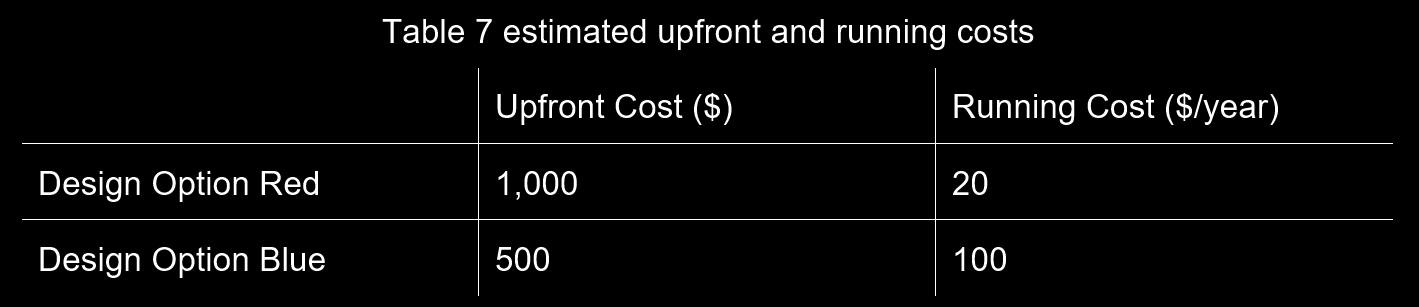 Table 7 estimated upfront and running costs
Upfront Cost ($) Running Cost ($/year)
Design Option Red 1,000 20
Design Option Blue 500 100